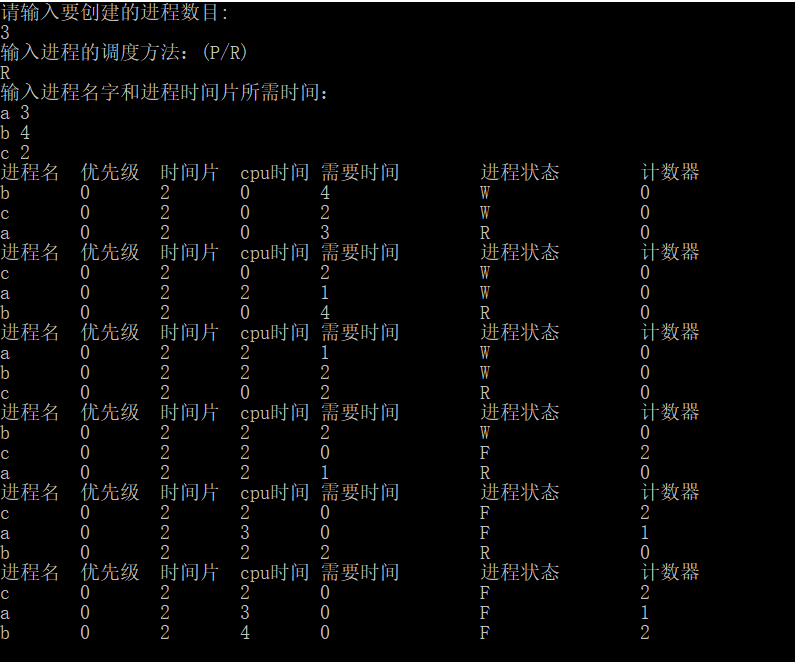 请输入要创建的进程数目:
3
输入进程的调度方法：(P/R)
R
输入进程名字和进程时间片所需时间：
a 3
b 4
c 2
进程名 优先级 时间片 cpu时间 需要时间 进程状态 计数器
b 0 2 0 4 W 0
c 0 2 0 2 W 0
a 0 2 0 3 R 0
进程名 优先级 时间片 cpu时间 需要时间 进程状态 计数器
c 0 2 0 2 W 0
a 0 2 2 1 W 0
b 0 2 0 4 R 0
进程名 优先级 时间片 cpu时间 需要时间 进程状态 计数器
a 0 2 2 1 W 0
b 0 2 2 2 W 0
c 0 2 0 2 R 0
进程名 优先级 时间片 cpu时间 需要时间 进程状态 计数器
b 0 2 2 2 W 0
c 0 2 2 0 F 2
a 0 2 2 1 R 0
进程名 优先级 时间片 cpu时间 需要时间 进程状态 计数器
c 0 2 2 0 F 2
a 0 2 3 0 F 1
b 0 2 2 2 R 0
进程名 优先级 时间片 cpu时间 需要时间 进程状态 计数器
c 0 2 2 0 F 2
a 0 2 3 0 F 1
b 0 2 4 0 F 2